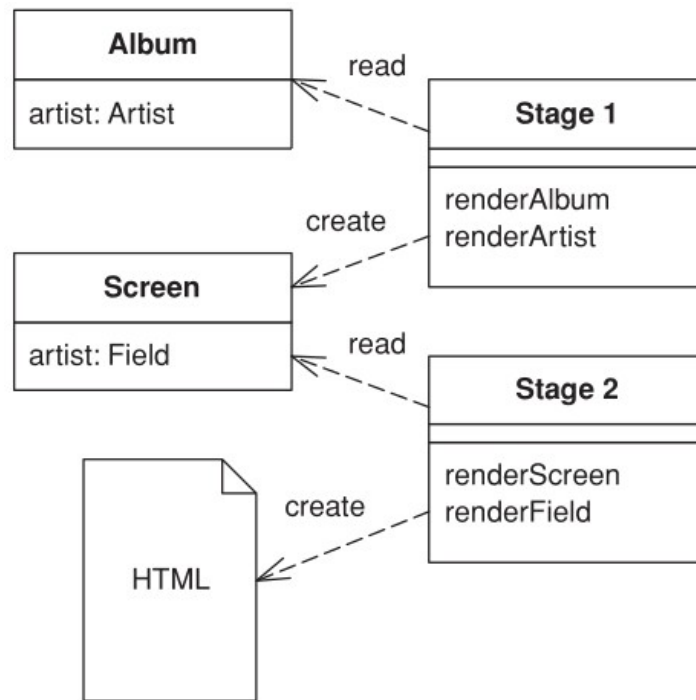 Album
artist: Artist
read
Stage 1
renderAlbum
renderArtist
create
Screen
artist: Field
read
Stage 2
renderScreen
renderField
create
HTML